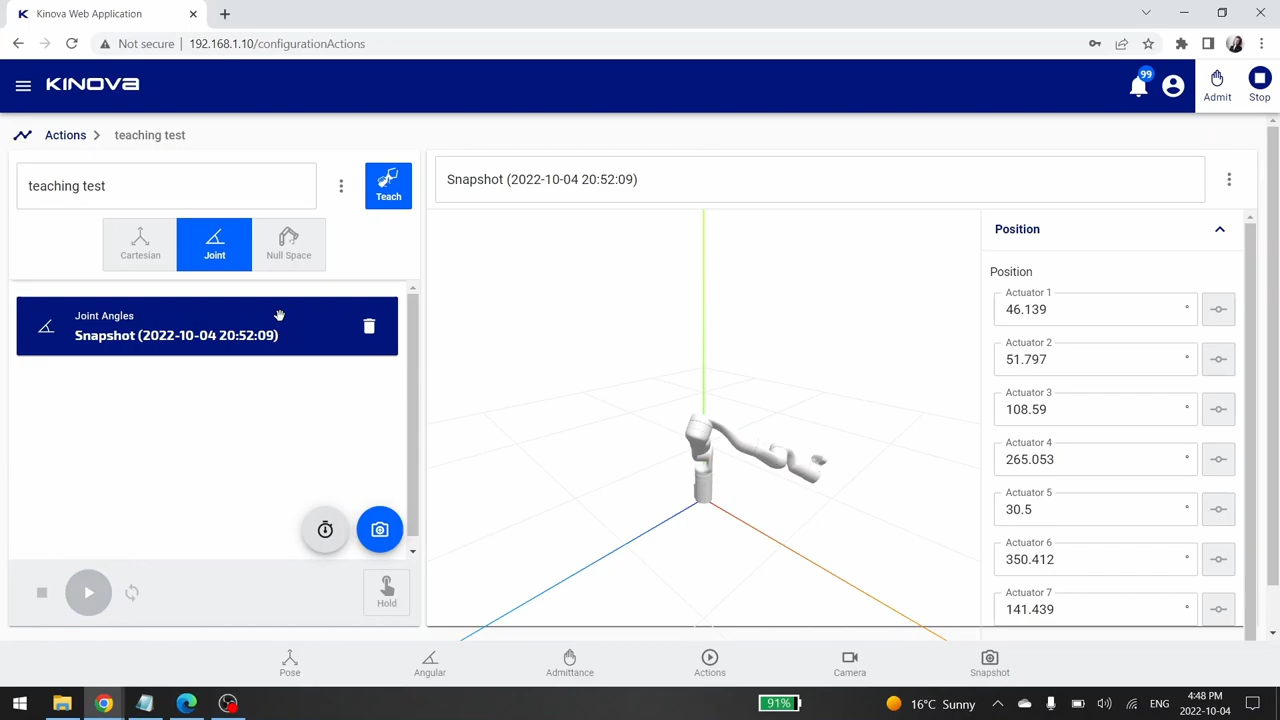 Kinova Web Application
Not secure
192.168.1.10/configurationActions
KINOVA
99
Admit
Stop
Actions
teaching test
teaching test
Teach
Cartesian
Joint
Null Space
Joint Angles
Snapshot (2022-10-04 20:52:09)
Hold
Snapshot (2022-10-04 20:52:09)
Position
Position
Actuator 1
46.139 °
Actuator 2
51.797 °
Actuator 3
108.59 °
Actuator 4
265.053 °
Actuator 5
30.5 °
Actuator 6
350.412 °
Actuator 7
141.439 °
Pose
Angular
Admittance
Actions
Camera
Snapshot
91%
16°C Sunny
ENG
4:48 PM
2022-10-04